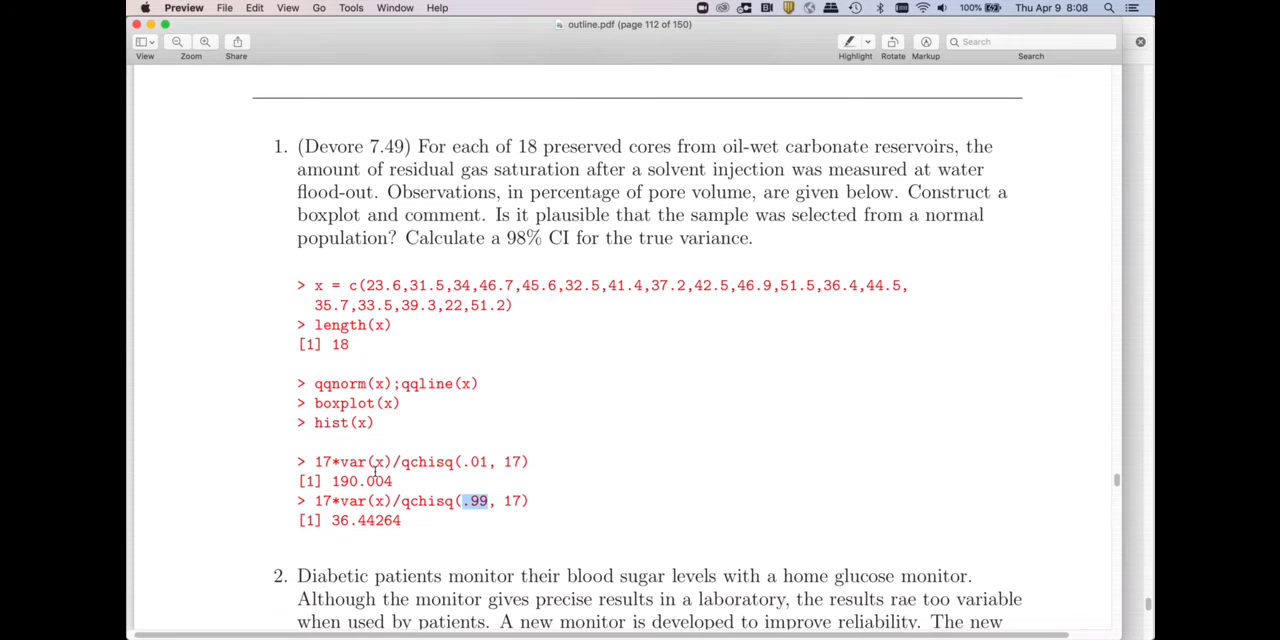 Preview File Edit View Go Tools Window Help 100% Thu Apr 9 8:08
outline.pdf (page 112 of 150)
Search
View Zoom Share Highlight Rotate Markup Search
1. (Devore 7.49) For each of 18 preserved cores from oil-wet carbonate reservoirs, the
amount of residual gas saturation after a solvent injection was measured at water
flood-out. Observations, in percentage of pore volume, are given below. Construct a
boxplot and comment. Is it plausible that the sample was selected from a normal
population? Calculate a 98% CI for the true variance.
> x = c(23.6,31.5,34,46.7,45.6,32.5,41.4,37.2,42.5,46.9,51.5,36.4,44.5,
35.7,33.5,39.3,22,51.2)
> length(x)
[1] 18
> qqnorm(x);qqline(x)
> boxplot(x)
> hist(x)
> 17*var(x)/qchisq(.01, 17)
[1] 190.004
> 17*var(x)/qchisq(.99, 17)
[1] 36.44264
2. Diabetic patients monitor their blood sugar levels with a home glucose monitor.
Although the monitor gives precise results in a laboratory, the results rae too variable
when used by patients. A new monitor is developed to improve reliability. The new